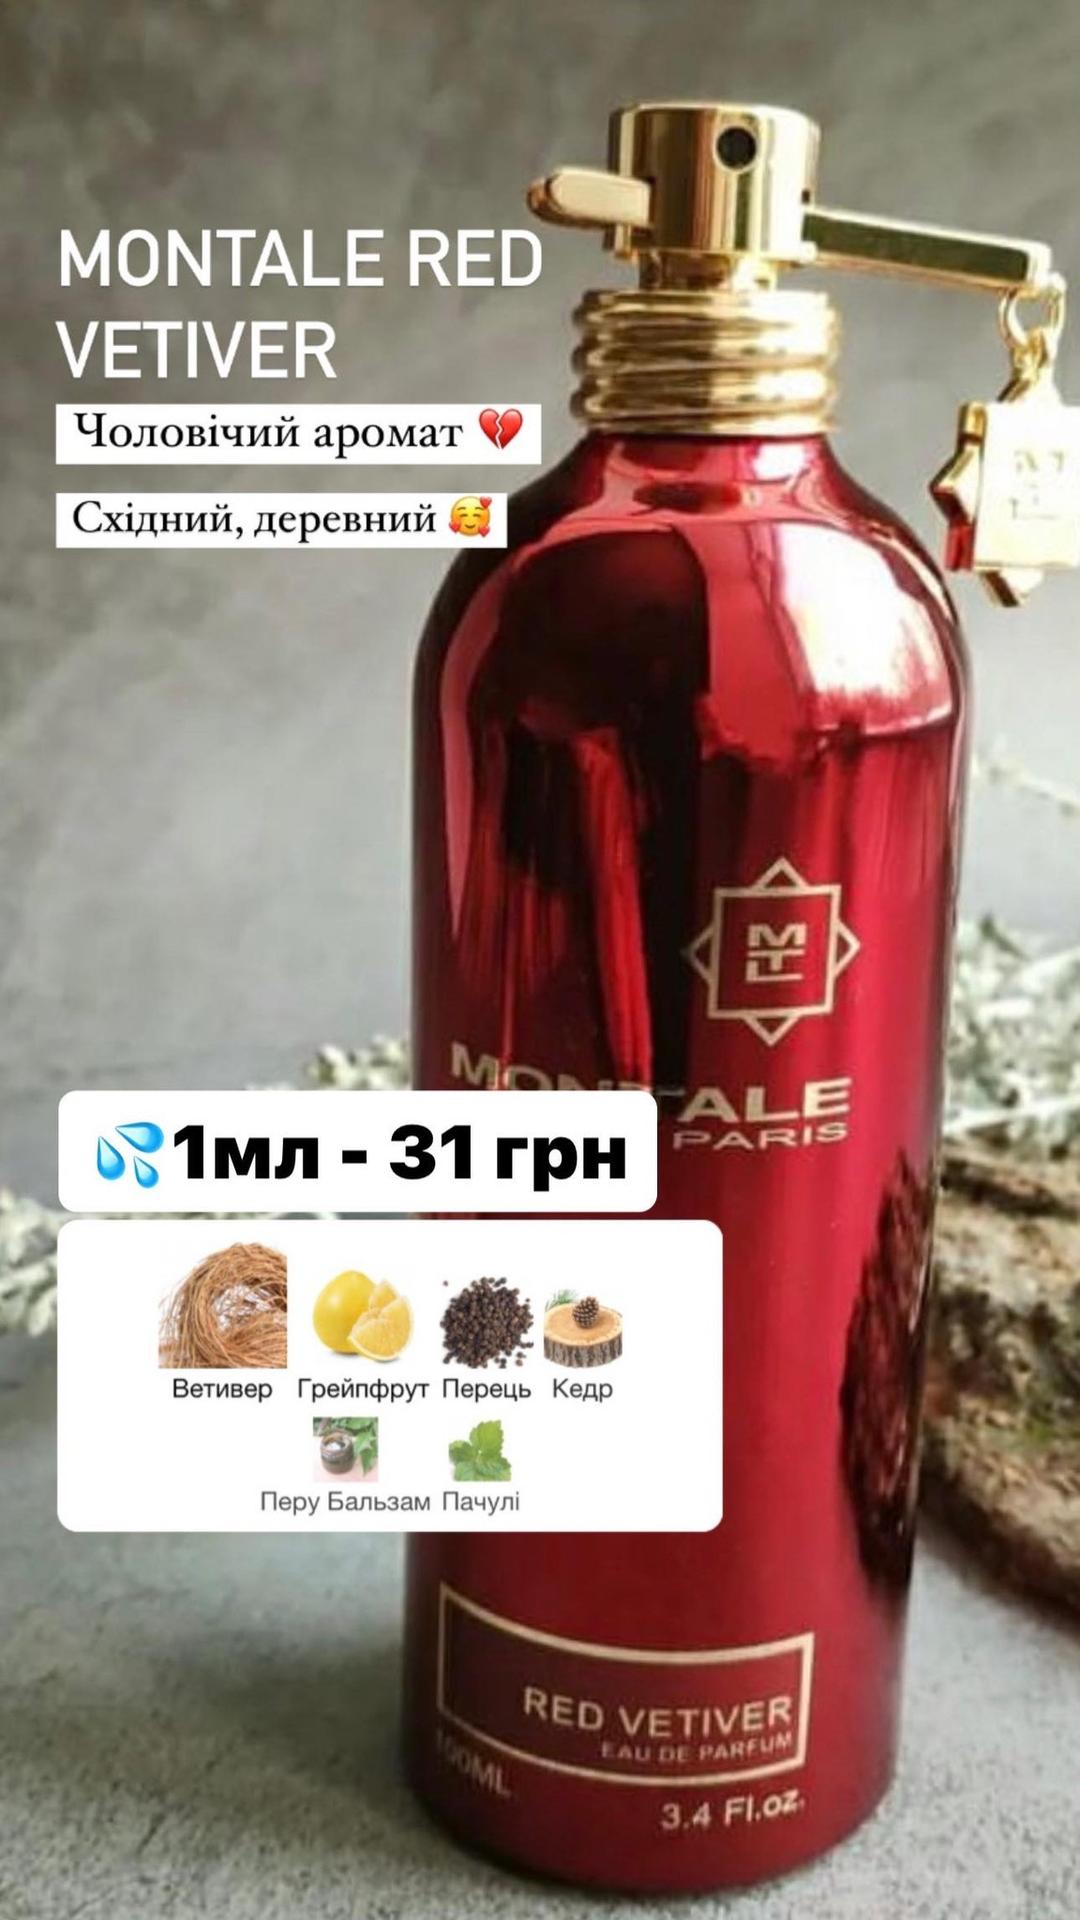 MONTALE RED
VETIVER
Чоловічий аромат 💔
Східний, деревний 🥰
MTL
MONTALE
PARIS
💦1мл - 31 грн
Ветивер Грейпфрут Перець Кедр
Перу Бальзам Пачулі
RED VETIVER
EAU DE PARFUM
100ML
3.4 Fl.oz.